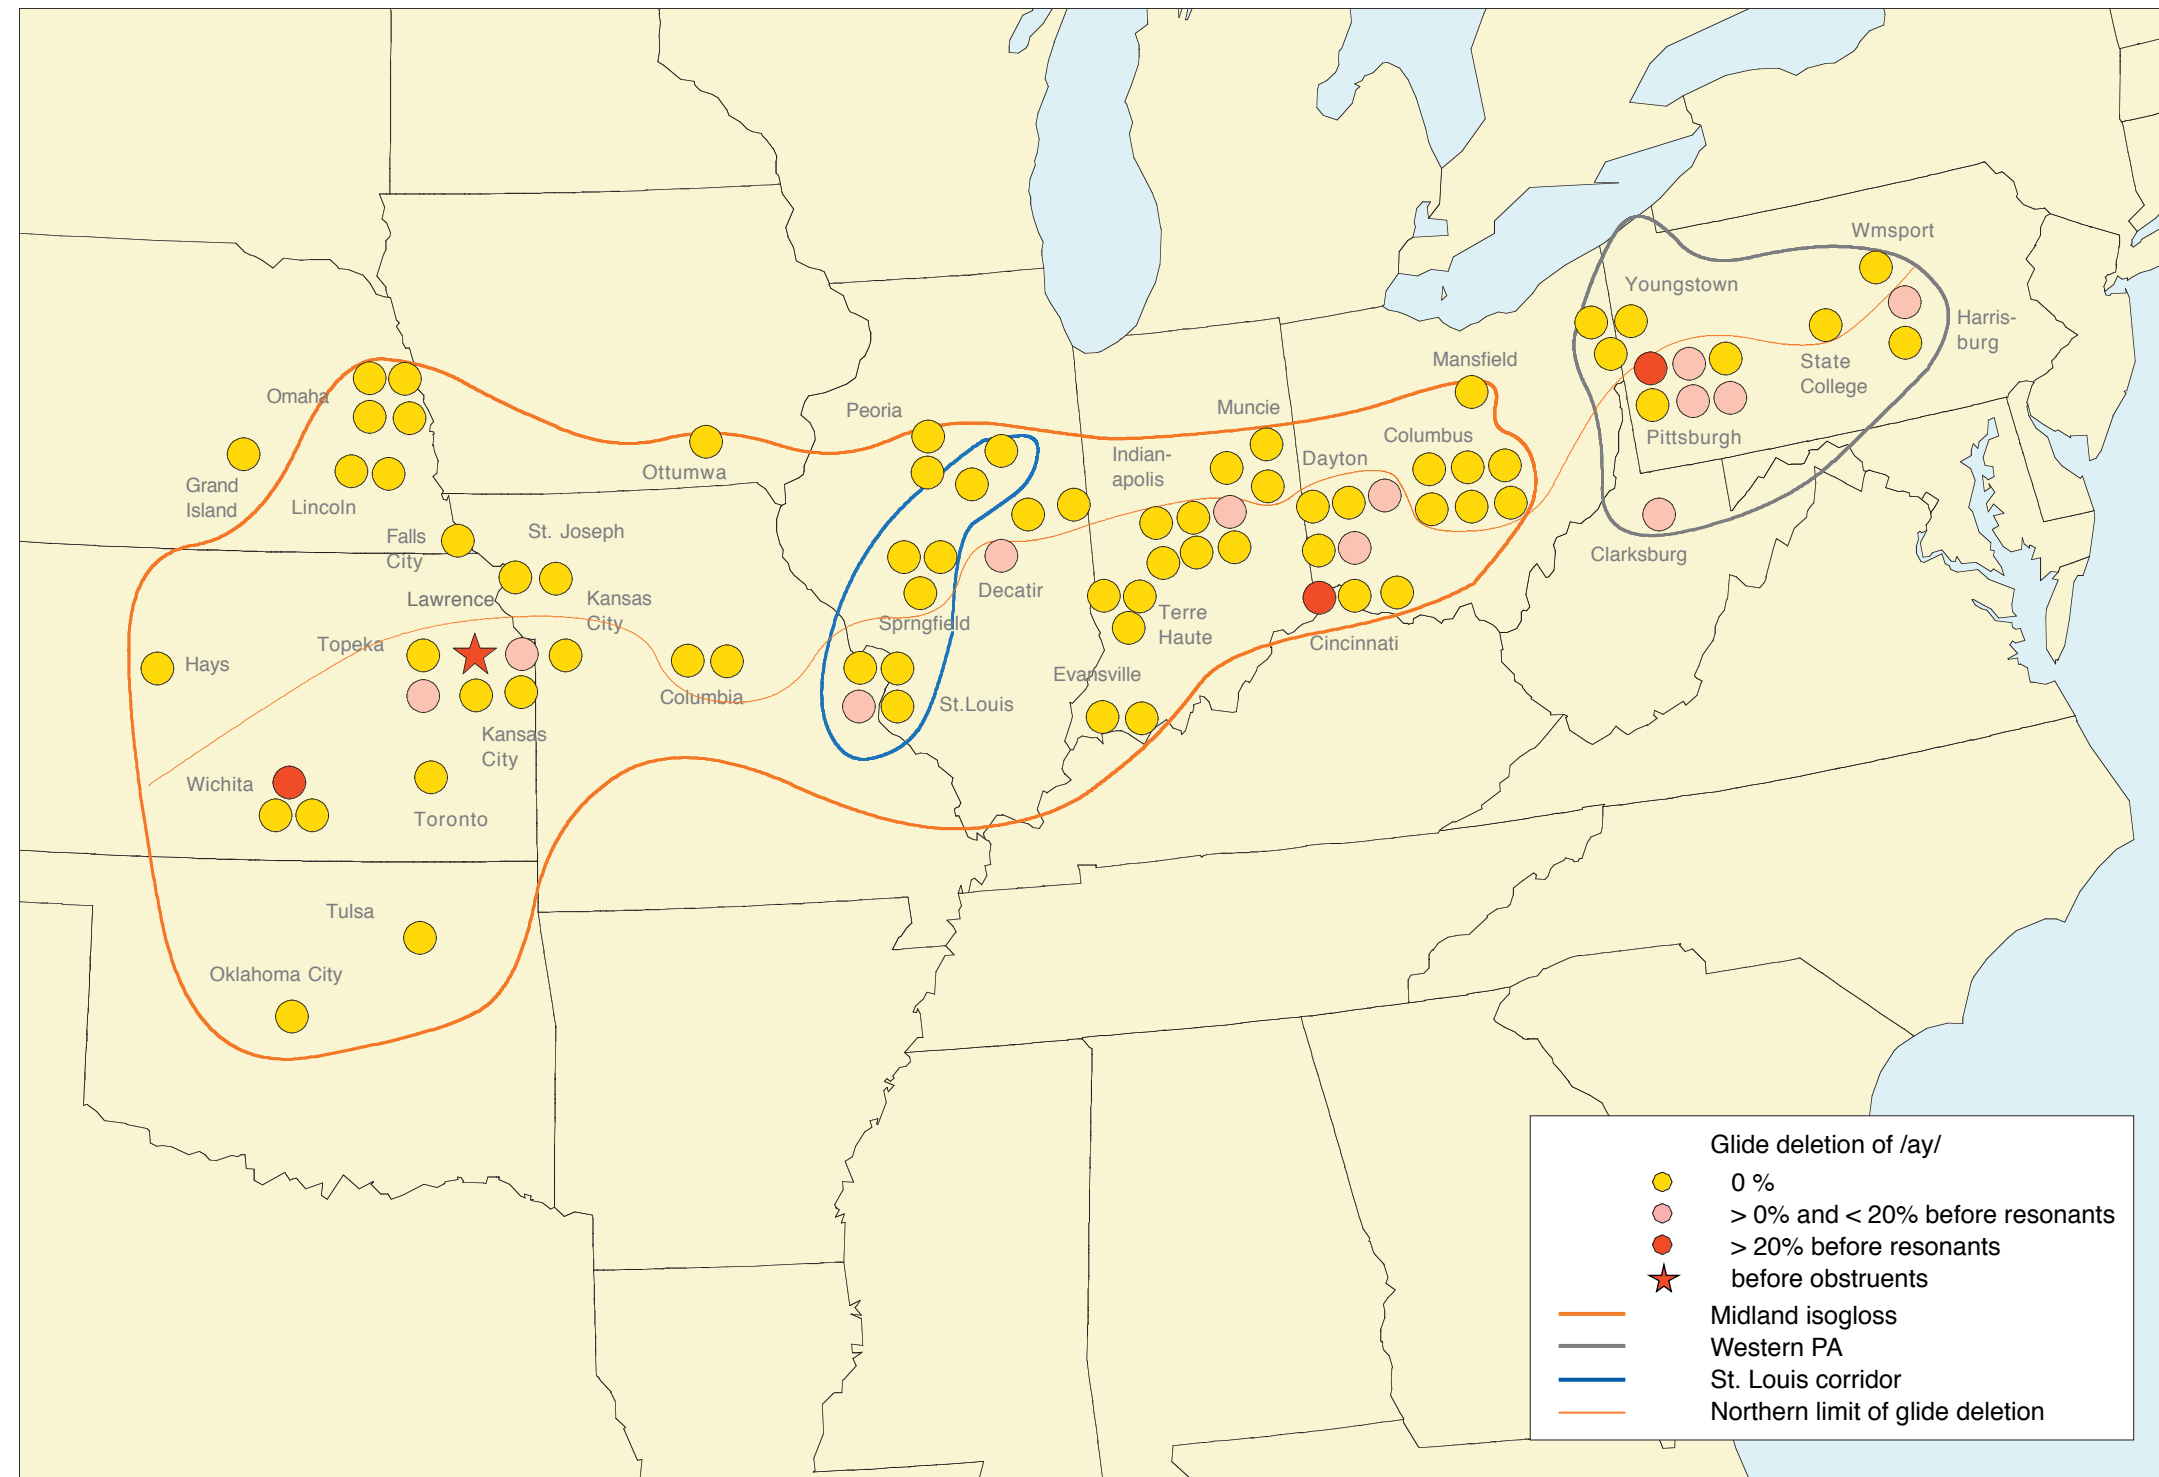 Wmsport
Youngstown
Harris-
burg
Mansfield
State
College
Omaha
Peoria
Muncie
Columbus
Pittsburgh
Indian-
apolis
Dayton
Ottumwa
Grand
Island
Lincoln
St. Joseph
Falls
City
Clarksburg
Lawrence
Kansas
City
Decatir
Sprngfield
Terre
Haute
Topeka
Cincinnati
Hays
Evansville
Columbia
St.Louis
Kansas
City
Wichita
Toronto
Tulsa
Oklahoma City
Glide deletion of /ay/
0 %
> 0% and < 20% before resonants
> 20% before resonants
before obstruents
Midland isogloss
Western PA
St. Louis corridor
Northern limit of glide deletion